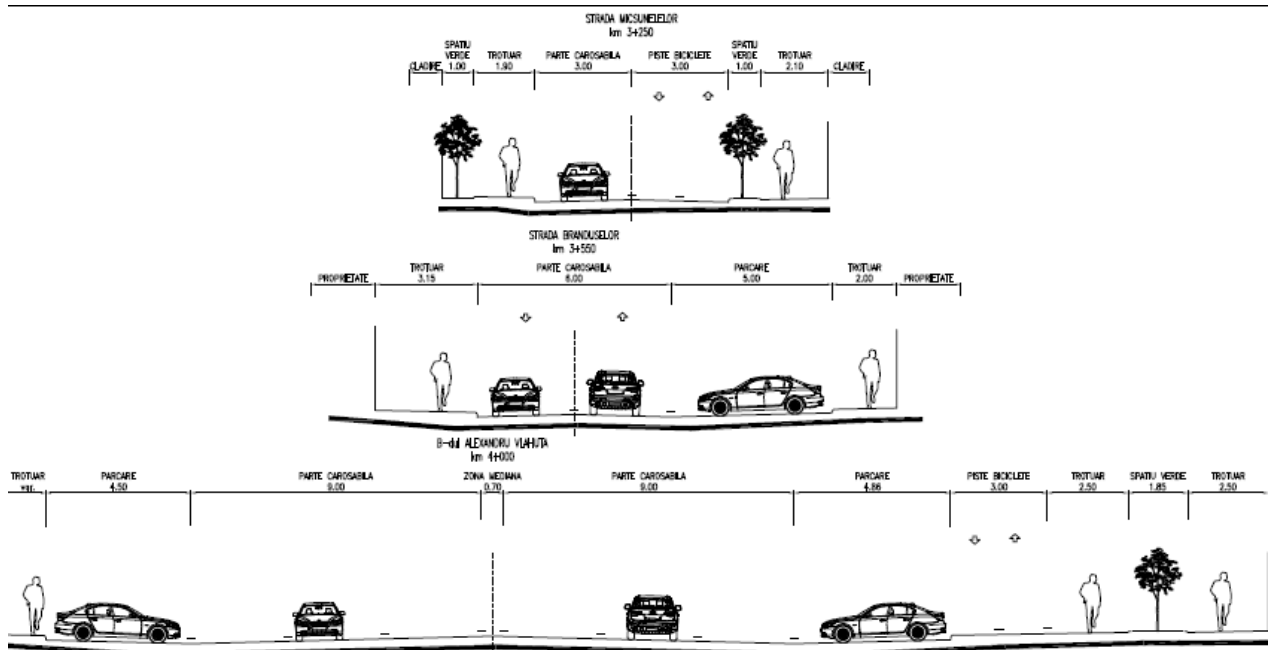 STRADA MICSUNELELOR
km 3+250
CLADIRE
SPATIU
VERDE
1.00
TROTUAR
1.90
PARTE CAROSABILA
3.00
PISTE BICICLETE
3.00
SPATIU
VERDE
1.00
TROTUAR
2.10
CLADIRE
STRADA BRANDUSELOR
km 3+550
PROPRIETATE
TROTUAR
3.15
PARTE CAROSABILA
6.00
PARCARE
5.00
TROTUAR
2.00
PROPRIETATE
B-dul ALEXANDRU VLAHUTA
km 4+000
TROTUAR
var.
PARCARE
4.50
PARTE CAROSABILA
9.00
ZONA MEDIANA
0.70
PARTE CAROSABILA
9.00
PARCARE
4.86
PISTE BICICLETE
3.00
TROTUAR
2.50
SPATIU VERDE
1.85
TROTUAR
2.50